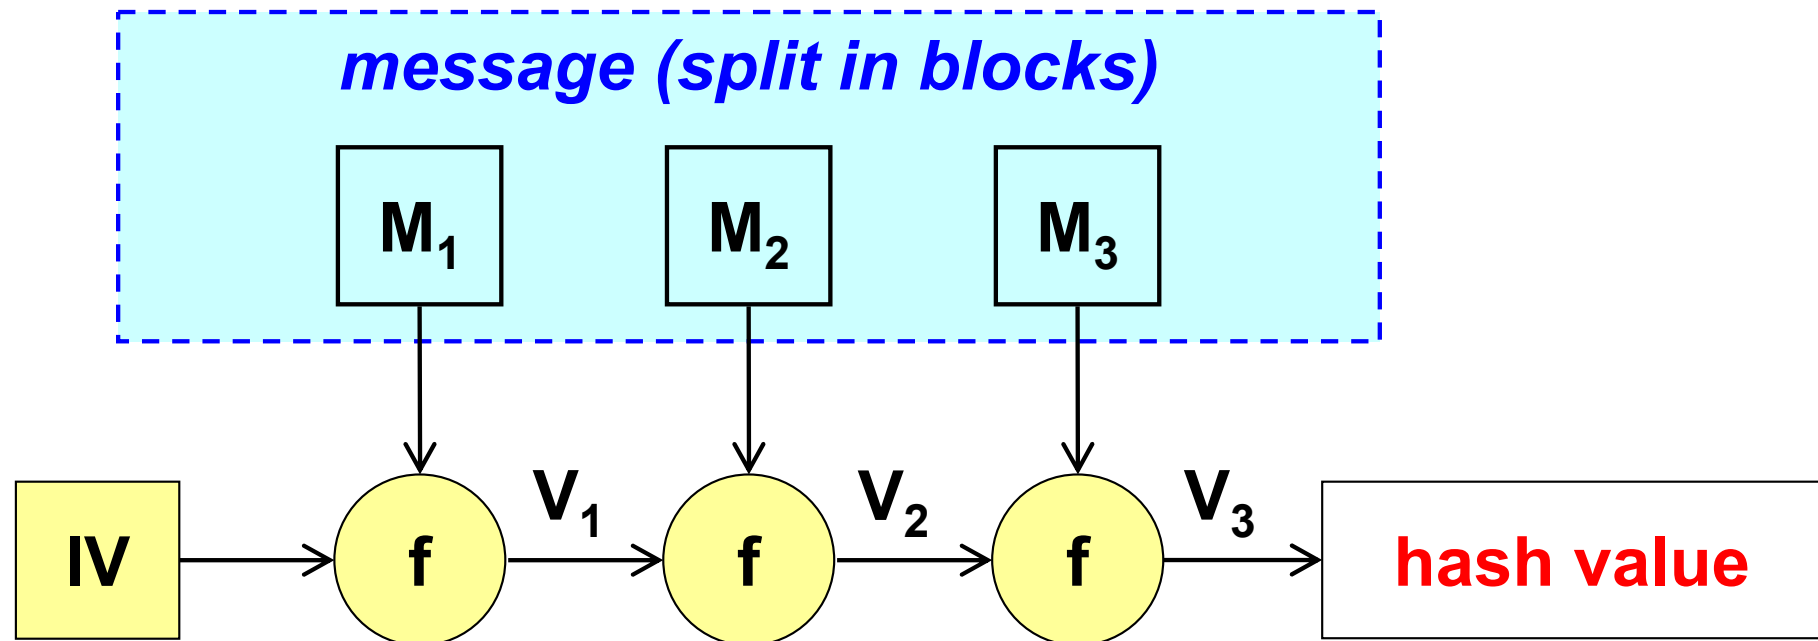 message (split in blocks)
M₁ M₂ M₃
V₁ V₂ V₃
IV f f f hash value